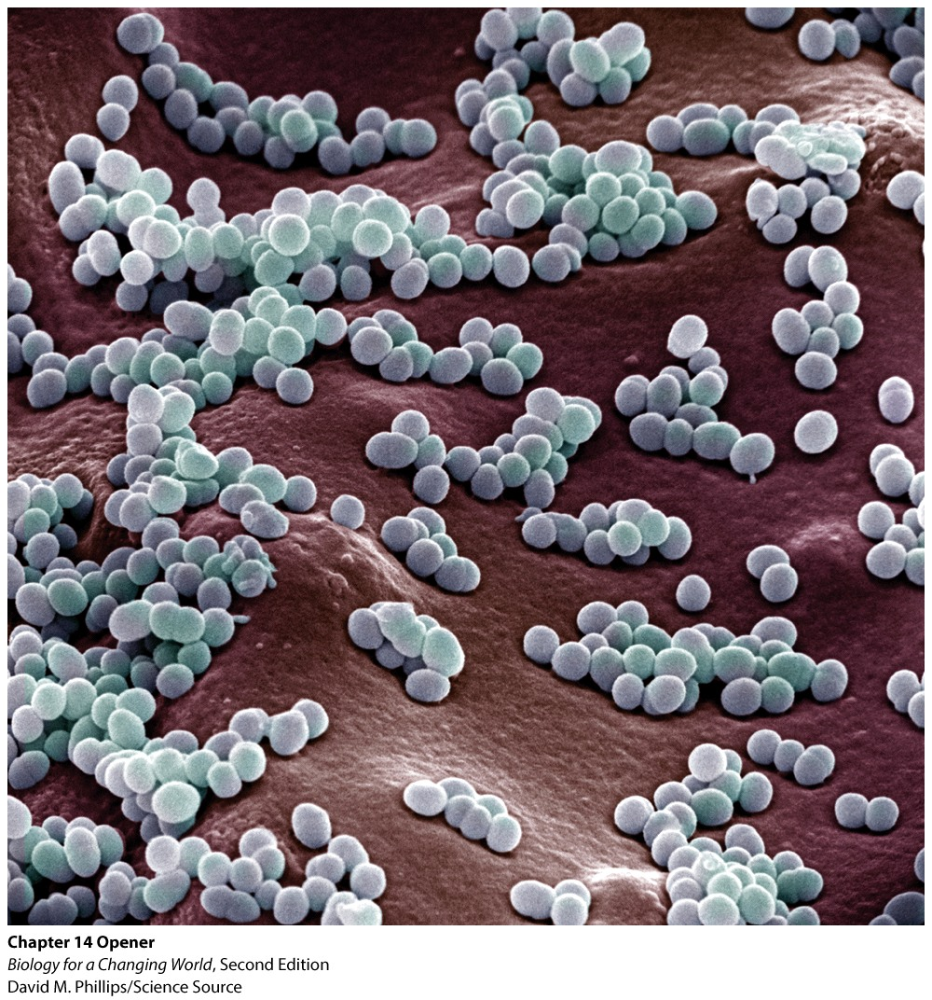 Chapter 14 Opener
Biology for a Changing World, Second Edition
David M. Phillips/Science Source